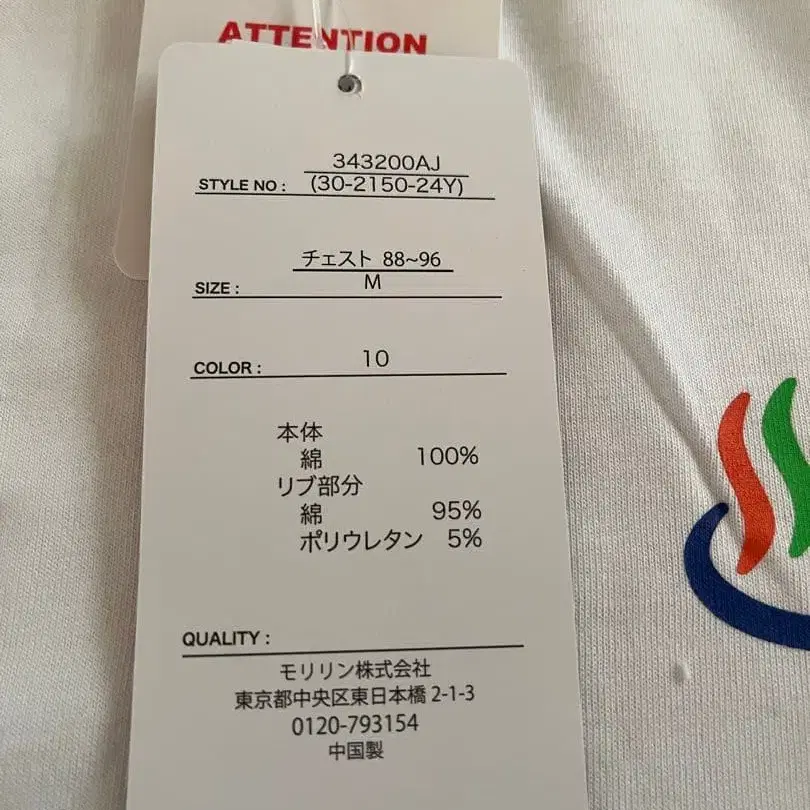 ATTENTION
343200AJ
STYLE NO : (30-2150-24Y)
チェスト 88~96
SIZE : M
COLOR : 10
本体
綿 100%
リブ部分
綿 95%
ポリウレタン 5%
QUALITY :
モリリン株式会社
東京都中央区東日本橋 2-1-3
0120-793154
中国製